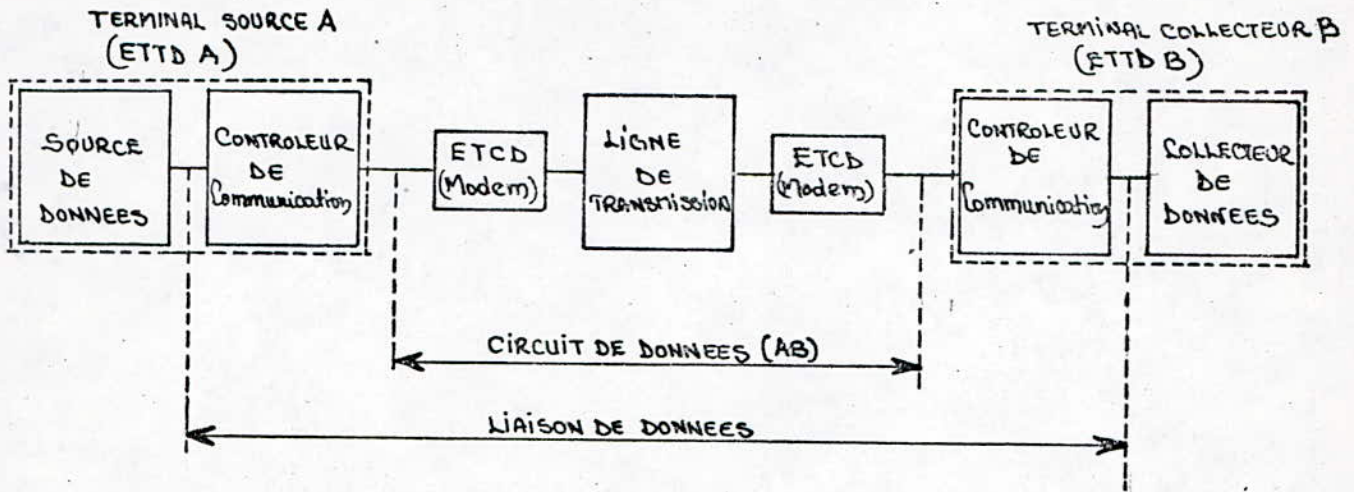 TERMINAL SOURCE A
(ETTD A)
TERMINAL COLLECTEUR B
(ETTD B)
SOURCE
DE
DONNEES
CONTROLEUR
DE
Communication
ETCD
(Modem)
LIGNE
DE
TRANSMISSION
ETCD
(Modem)
CONTROLEUR
DE
Communication
COLLECTEUR
DE
DONNEES
CIRCUIT DE DONNEES (AB)
LIAISON DE DONNEES